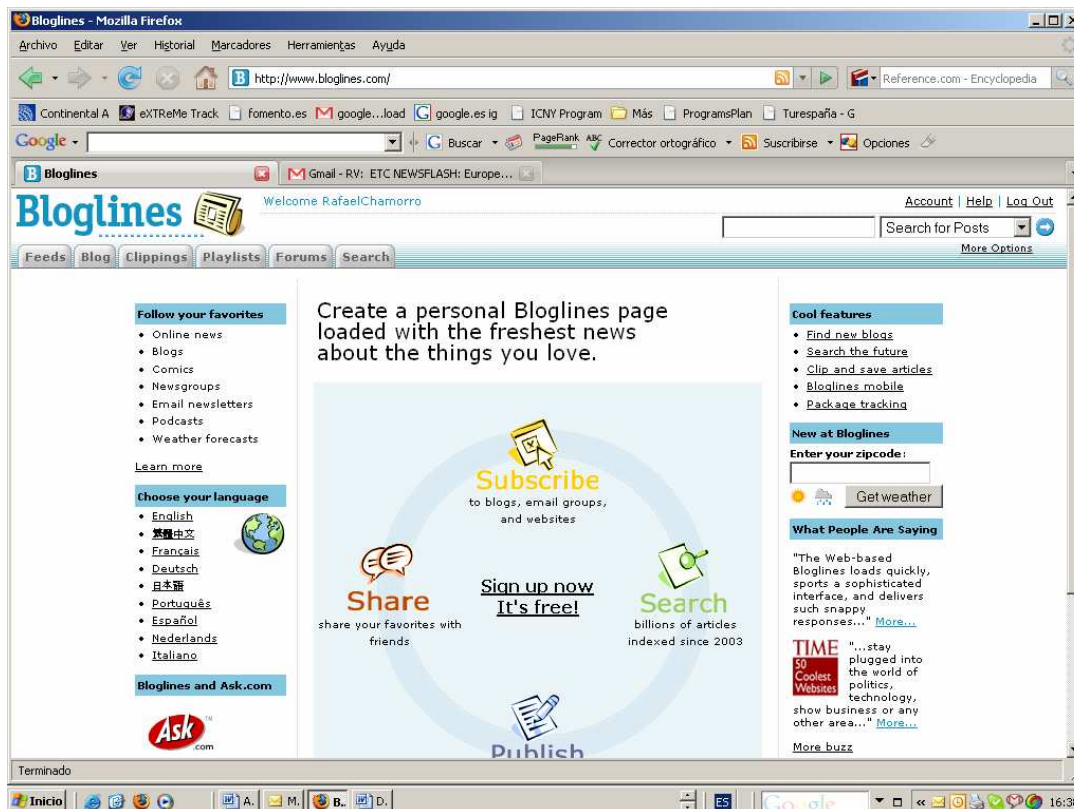 Bloglines - Mozilla Firefox
Archivo Editar Ver Historial Marcadores Herramientas Ayuda
http://www.bloglines.com/
Reference.com - Encyclopedia
Continental A eXTReMe Track fomento.es google...load google.es ig ICNY Program Más ProgramsPlan Turespaña - G
Google Buscar PageRank ABC Corrector ortográfico Suscribirse Opciones
Bloglines
Gmail - RV: ETC NEWSFLASH: Europe...
Bloglines
Welcome RafaelChamorro
Account | Help | Log Out
Search for Posts
More Options
Feeds Blog Clippings Playlists Forums Search
Follow your favorites
• Online news
• Blogs
• Comics
• Newsgroups
• Email newsletters
• Podcasts
• Weather forecasts
Learn more
Choose your language
• English
• 繁體中文
• Français
• Deutsch
• 日本語
• Português
• Español
• Nederlands
• Italiano
Bloglines and Ask.com
Ask .com
Create a personal Bloglines page
loaded with the freshest news
about the things you love.
Subscribe
to blogs, email groups,
and websites
Share
share your favorites with
friends
Sign up now
It's free!
Search
billions of articles
indexed since 2003
Publish
Cool features
• Find new blogs
• Search the future
• Clip and save articles
• Bloglines mobile
• Package tracking
New at Bloglines
Enter your zipcode:
Get weather
What People Are Saying
"The Web-based
Bloglines loads quickly,
sports a sophisticated
interface, and delivers
such snappy
responses..." More...
TIME
50
Coolest
Websites
"...stay
plugged into
the world of
politics,
technology,
show business or any
other area..." More...
More buzz
Terminado
Inicio A. M. B.. D. ES Google